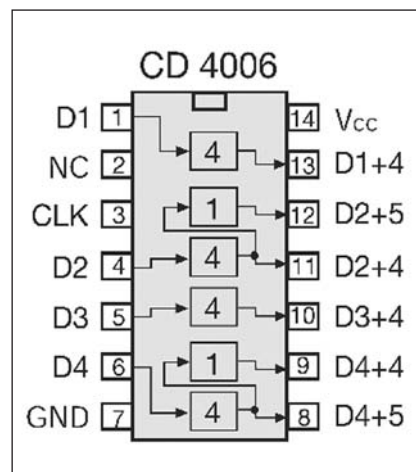 CD 4006
D1 1 4 14 Vcc
NC 2 13 D1+4
CLK 3 1 12 D2+5
D2 4 4 11 D2+4
D3 5 4 10 D3+4
D4 6 1 9 D4+4
GND 7 4 8 D4+5